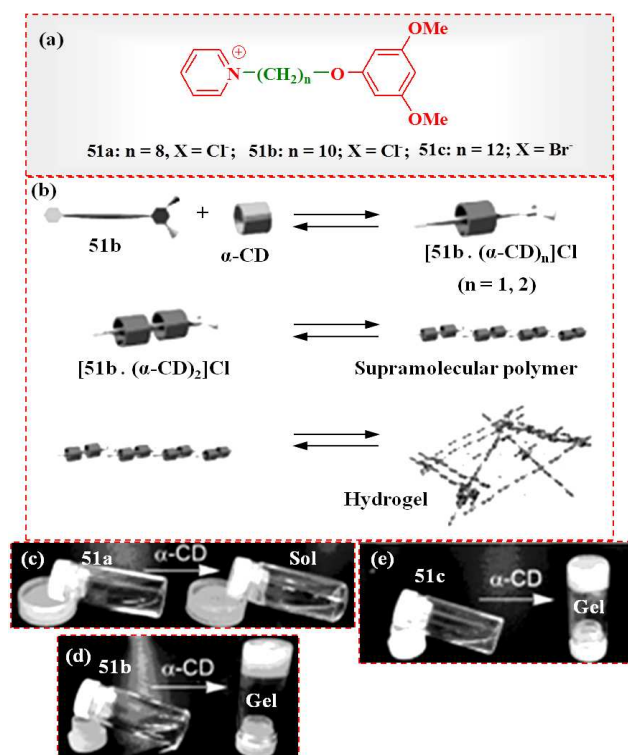 (a)
OMe
⊕
N
(CH2)n
O
OMe
51a: n = 8, X = Cl-; 51b: n = 10; X = Cl-; 51c: n = 12; X = Br-
(b)
+
51b
α-CD
[51b . (α-CD)n]Cl
(n = 1, 2)
[51b . (α-CD)2]Cl
Supramolecular polymer
Hydrogel
(c)
51a
α-CD
Sol
(e)
51c
α-CD
Gel
(d)
51b
α-CD
Gel